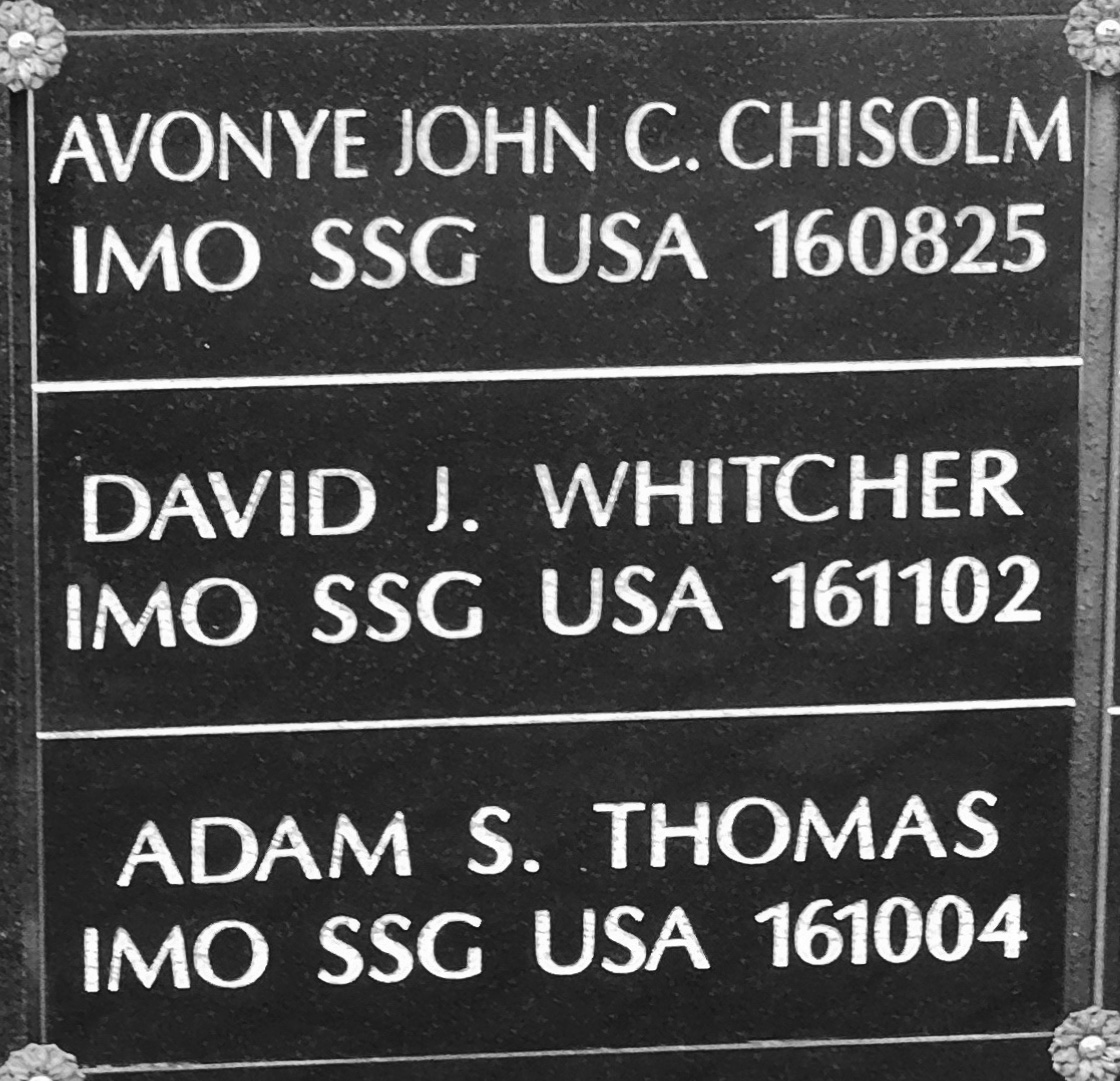 AVONYE JOHN C. CHISOLM
IMO SSG USA 160825
DAVID J. WHITCHER
IMO SSG USA 161102
ADAM S. THOMAS
IMO SSG USA 161004